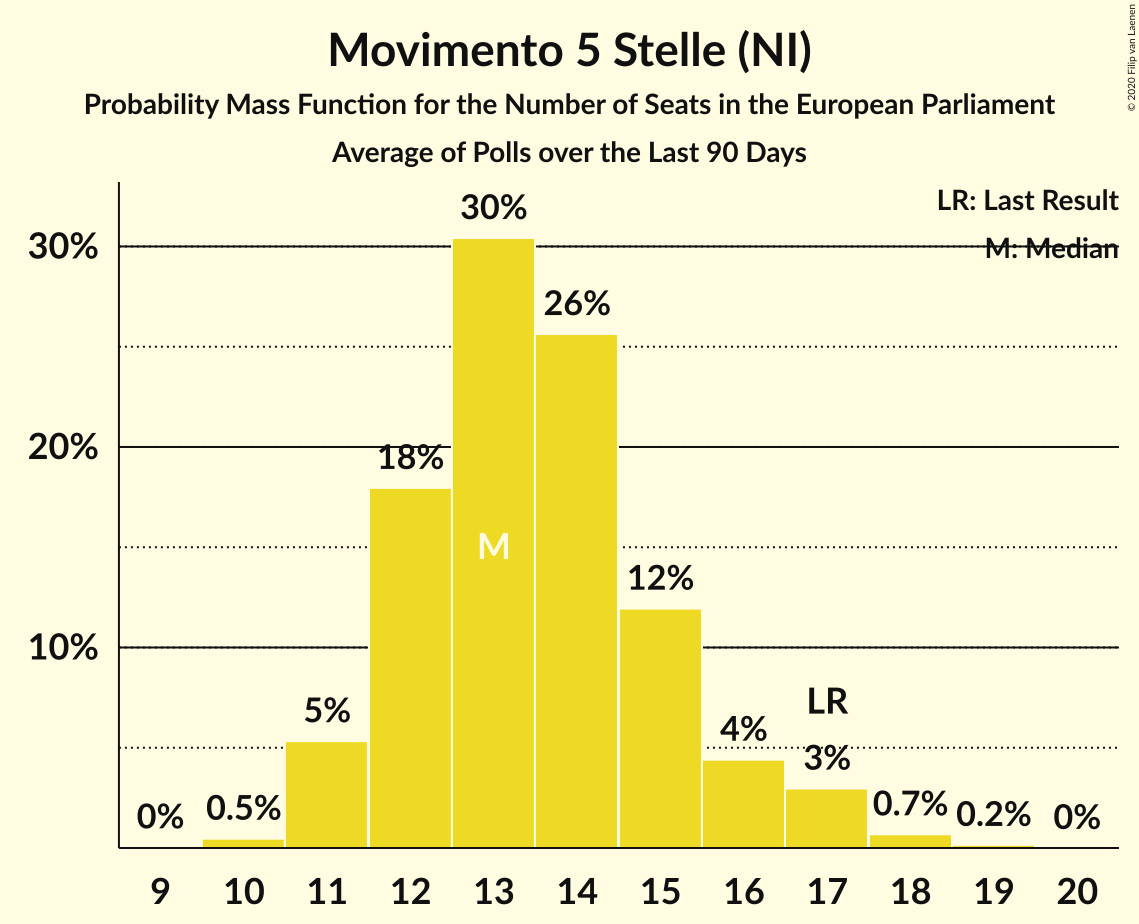 Movimento 5 Stelle (NI)
Probability Mass Function for the Number of Seats in the European Parliament
Average of Polls over the Last 90 Days
© 2020 Filip van Laenen
LR: Last Result
M: Median
30%
20%
10%
0%
0.5%
5%
18%
30%
M
26%
12%
4%
LR
3%
0.7%
0.2%
0%
9 10 11 12 13 14 15 16 17 18 19 20